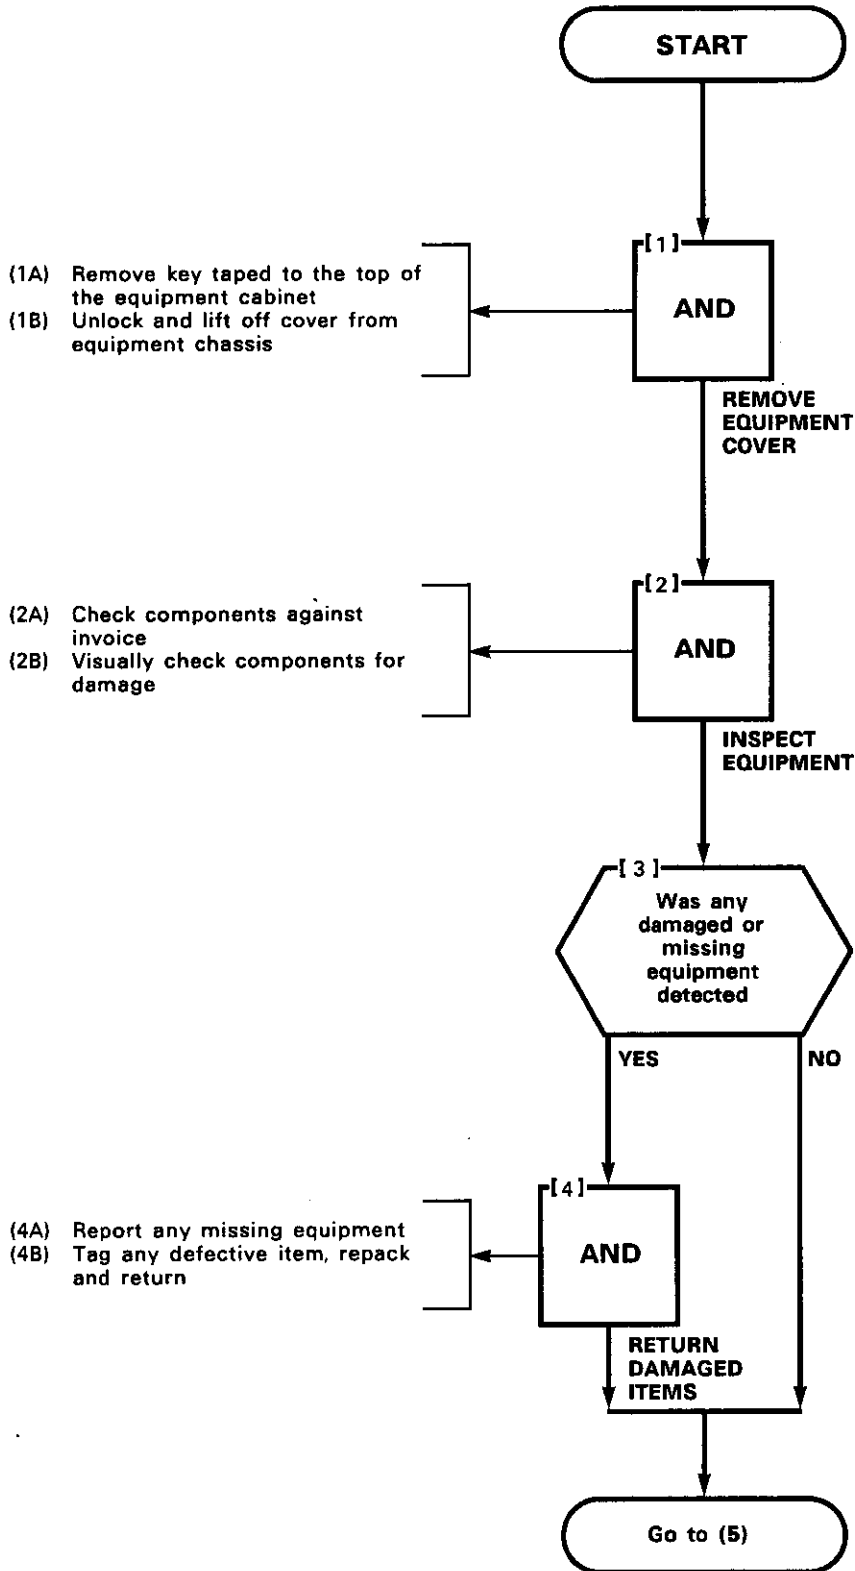 START
[1]
(1A) Remove key taped to the top of
the equipment cabinet
(1B) Unlock and lift off cover from
equipment chassis
AND
REMOVE
EQUIPMENT
COVER
[2]
(2A) Check components against
invoice
(2B) Visually check components for
damage
AND
INSPECT
EQUIPMENT
[3]
Was any
damaged or
missing
equipment
detected
YES
NO
[4]
(4A) Report any missing equipment
(4B) Tag any defective item, repack
and return
AND
RETURN
DAMAGED
ITEMS
Go to (5)